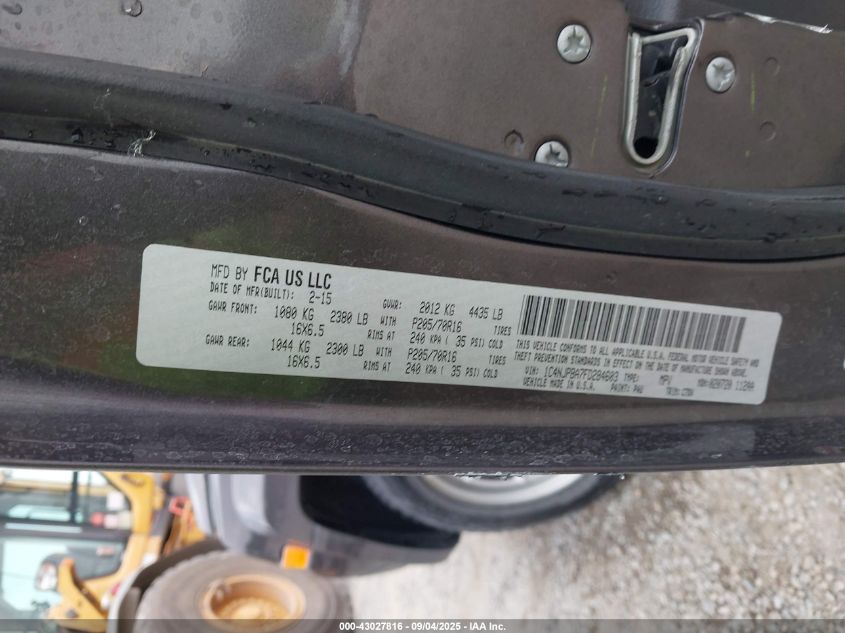 MFD BY FCA US LLC
DATE OF MFR(BUILT): 2-15
GVWR: 2012 KG 4435 LB
GAWR FRONT: 1080 KG 2380 LB WITH P205/70R16 TIRES
16X6.5 RIMS AT 240 KPA ( 35 PSI) COLD
GAWR REAR: 1044 KG 2300 LB WITH P205/70R16 TIRES
16X6.5 RIMS AT 240 KPA ( 35 PSI) COLD
THIS VEHICLE CONFORMS TO ALL APPLICABLE U.S.A. FEDERAL MOTOR VEHICLE SAFETY AND
THEFT PREVENTION STANDARDS IN EFFECT ON THE DATE OF MANUFACTURE SHOWN ABOVE.
VIN: TYPE: MPV
VEHICLE MADE IN U.S.A. PAINT: PAU
000-43027816 - 09/04/2025 - IAA Inc.